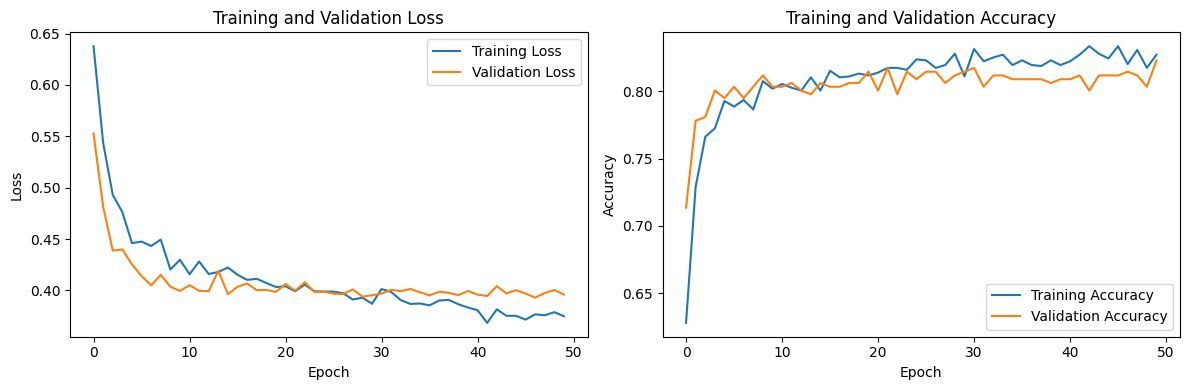 Training and Validation Loss
Training Loss
Validation Loss
0.65
0.60
0.55
0.50
0.45
0.40
Loss
0 10 20 30 40 50
Epoch
Training and Validation Accuracy
0.80
0.75
0.70
0.65
Accuracy
Training Accuracy
Validation Accuracy
0 10 20 30 40 50
Epoch